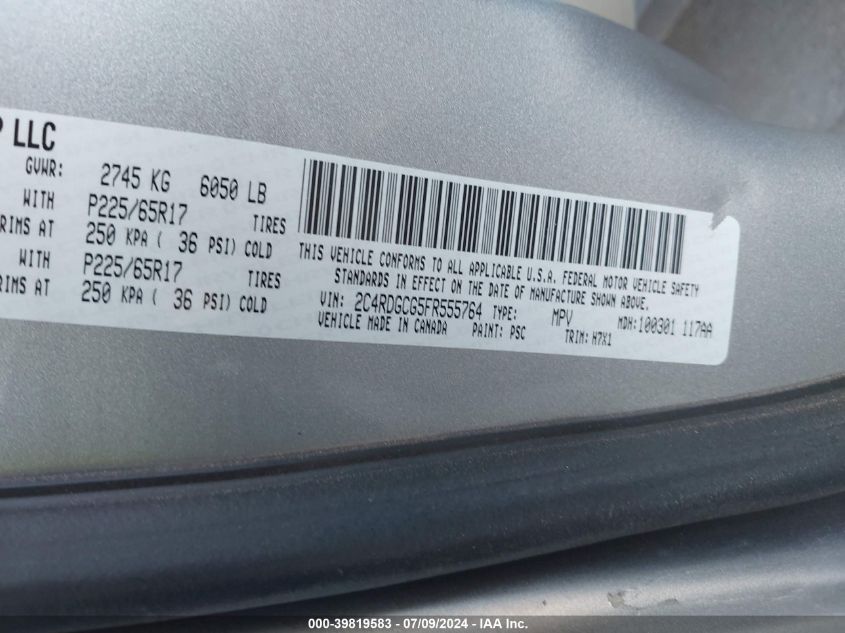 P LLC
GVWR: 2745 KG 6050 LB
WITH P225/65R17 TIRES
RIMS AT 250 KPA ( 36 PSI) COLD
WITH P225/65R17 TIRES
RIMS AT 250 KPA ( 36 PSI) COLD
THIS VEHICLE CONFORMS TO ALL APPLICABLE U.S.A. FEDERAL MOTOR VEHICLE SAFETY
STANDARDS IN EFFECT ON THE DATE OF MANUFACTURE SHOWN ABOVE.
VIN: 2C4RDGCG5FR555764 TYPE: MPV MDH:100301 117AA
VEHICLE MADE IN CANADA PAINT: PSC TRIM: H7X1
000-39819583 - 07/09/2024 - IAA Inc.